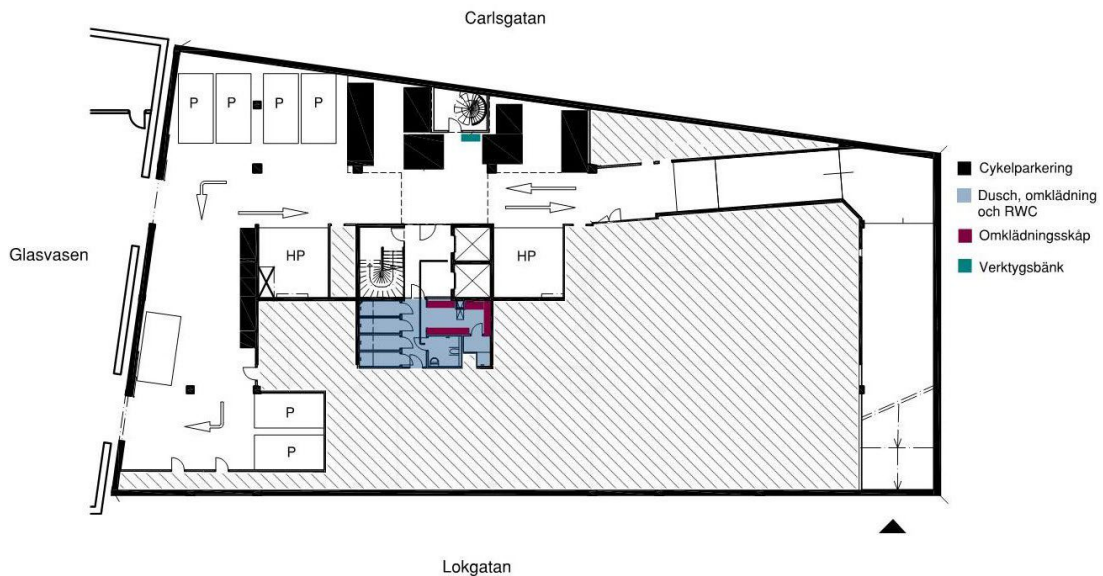 Carlsgatan
P
P
P
P
Cykelparkering
Dusch, omklädning
och RWC
Omklädningsskåp
Verktygsbänk
Glasvasen
HP
HP
P
P
Lokgatan